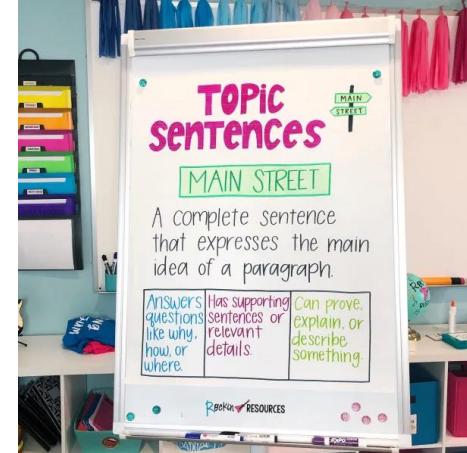 TOPIC
SENTENCES
MAIN
STREET
MAIN STREET
A complete sentence
that expresses the main
idea of a paragraph.
Answers
questions
like why,
how, or
where.
Has supporting
sentences or
relevant
details.
Can prove,
explain, or
describe
something.
Rockin RESOURCES
EXPO